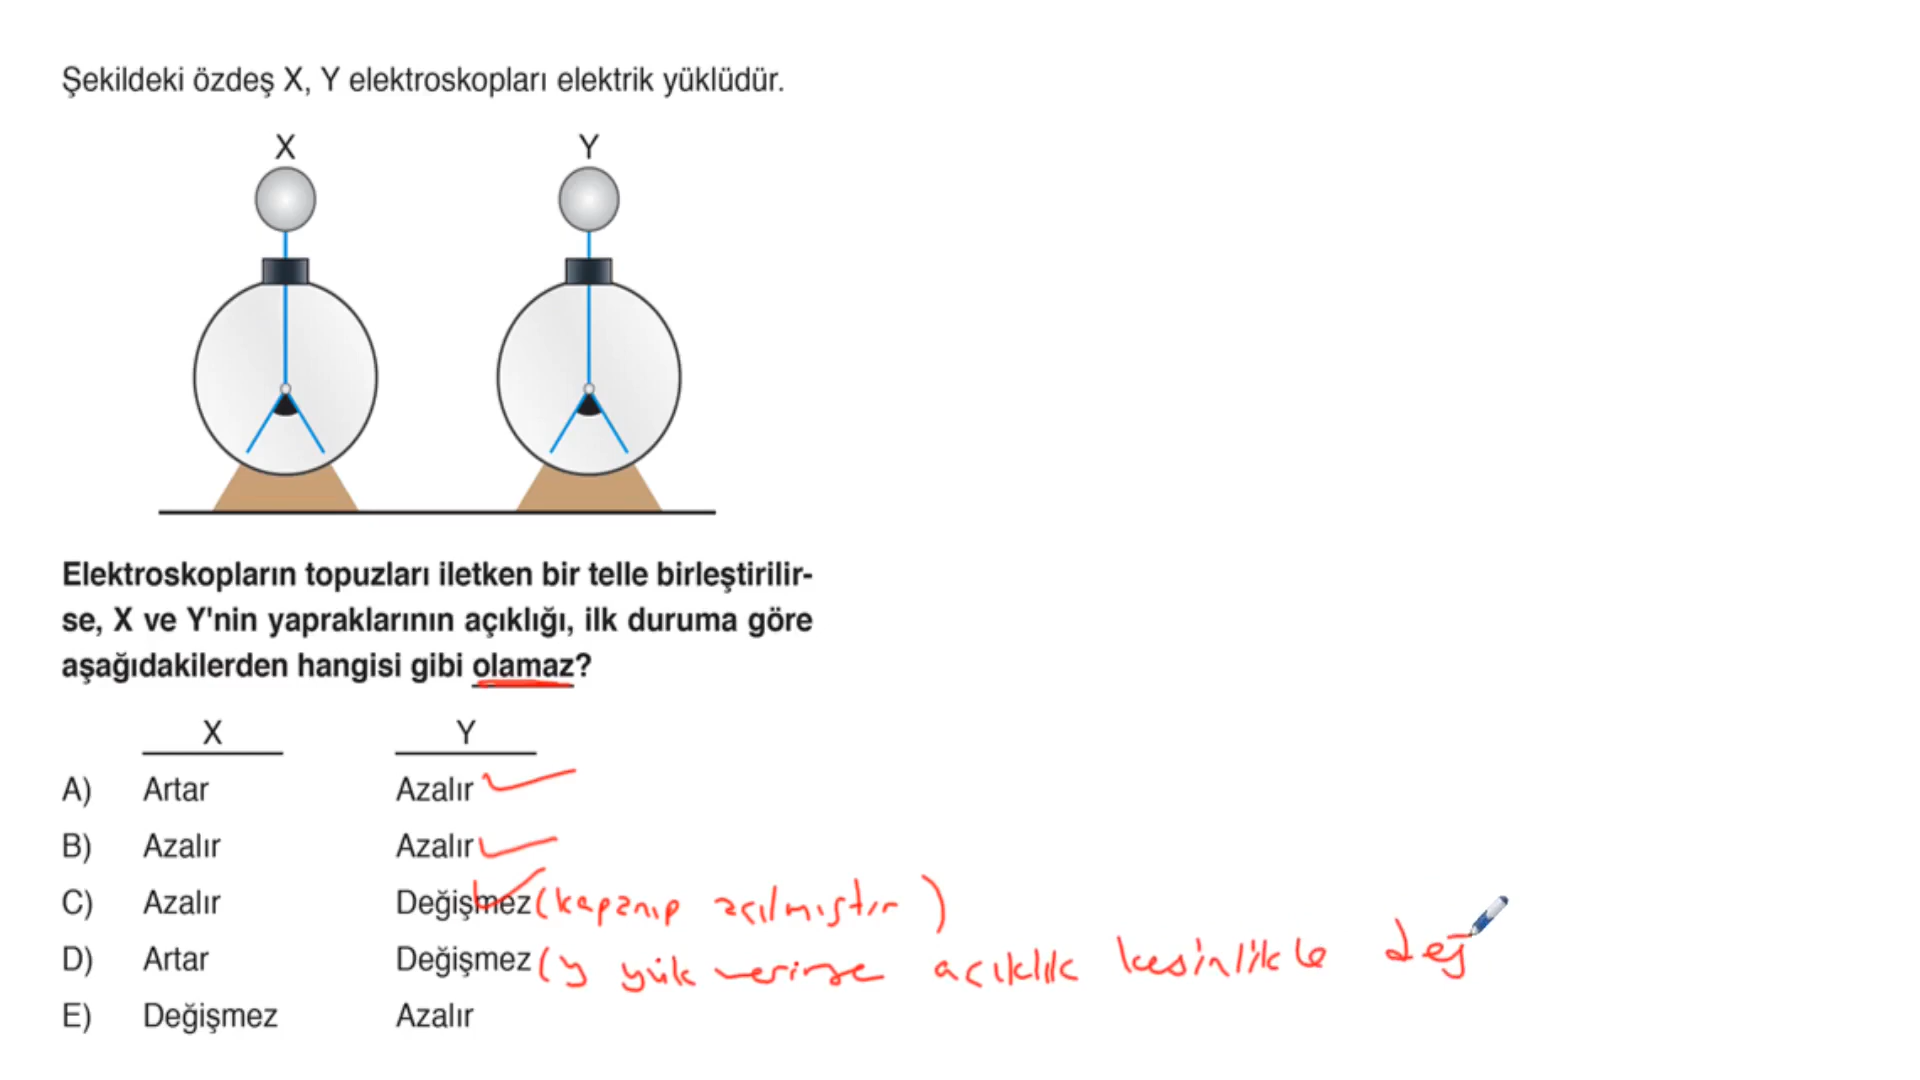 Şekildeki özdeş X, Y elektroskopları elektrik yüklüdür.
X Y
Elektroskopların topuzları iletken bir telle birleştirilir-
se, X ve Y'nin yapraklarının açıklığı, ilk duruma göre
aşağıdakilerden hangisi gibi olamaz?
X Y
A) Artar Azalır
B) Azalır Azalır
C) Azalır Değişmez (kapanıp açılmıştır)
D) Artar Değişmez (y yük verirse açıklık kesinlikle değ
E) Değişmez Azalır